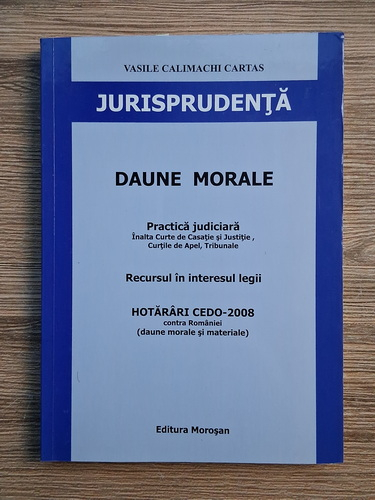 VASILE CALIMACHI CARTAS
JURISPRUDENŢĂ
DAUNE MORALE
Practică judiciară
Înalta Curte de Casaţie şi Justiţie ,
Curţile de Apel, Tribunale
Recursul în interesul legii
HOTĂRÂRI CEDO-2008
contra României
(daune morale şi materiale)
Editura Moroşan